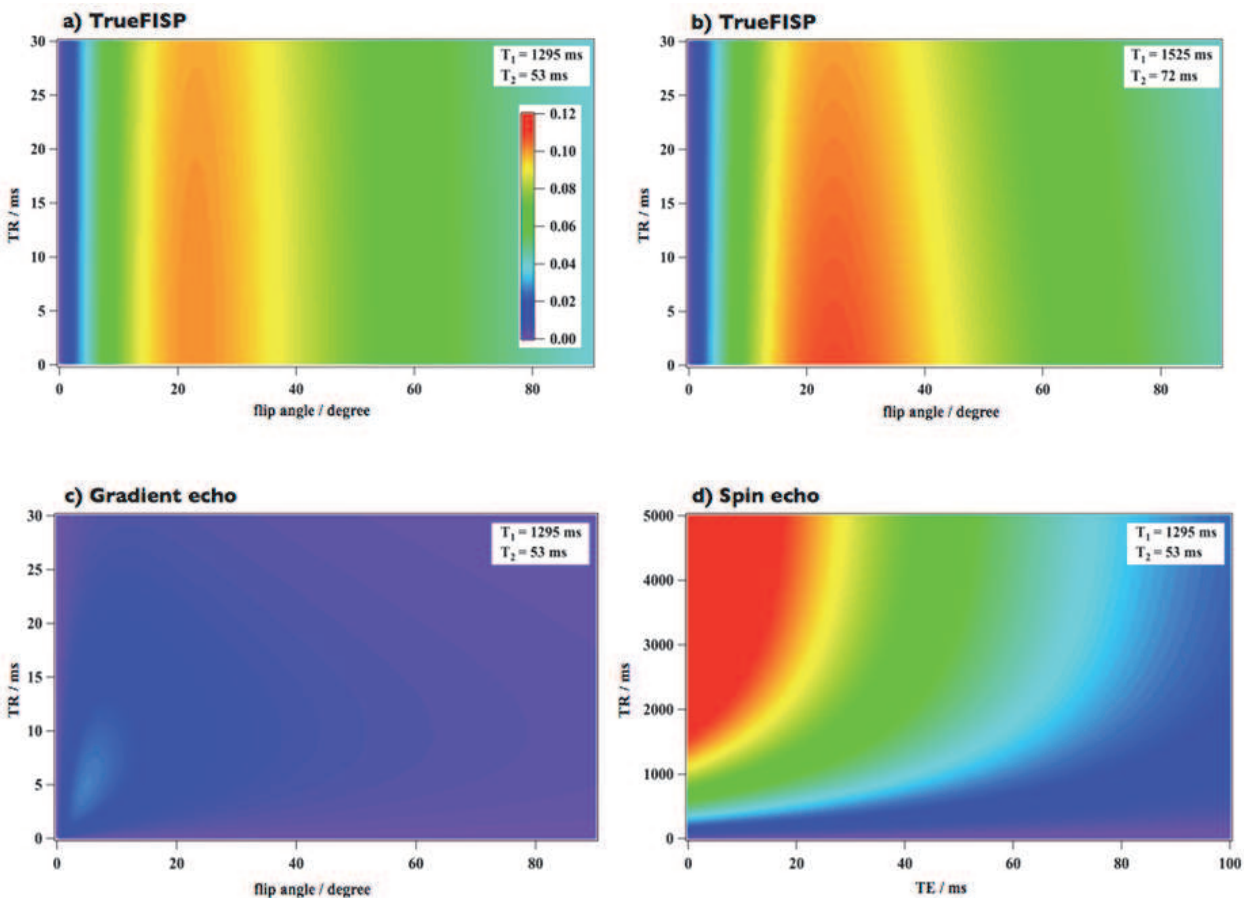 a) TrueFISP
30
25
20
15
10
5
0
TR / ms
T1 = 1295 ms
T2 = 53 ms
0.12
0.10
0.08
0.06
0.04
0.02
0.00
0 20 40 60 80
flip angle / degree
b) TrueFISP
30
25
20
15
10
5
0
TR / ms
T1 = 1525 ms
T2 = 72 ms
0 20 40 60 80
flip angle / degree
c) Gradient echo
30
25
20
15
10
5
0
TR / ms
T1 = 1295 ms
T2 = 53 ms
0 20 40 60 80
flip angle / degree
d) Spin echo
5000
4000
3000
2000
1000
0
TR / ms
T1 = 1295 ms
T2 = 53 ms
0 20 40 60 80 100
TE / ms